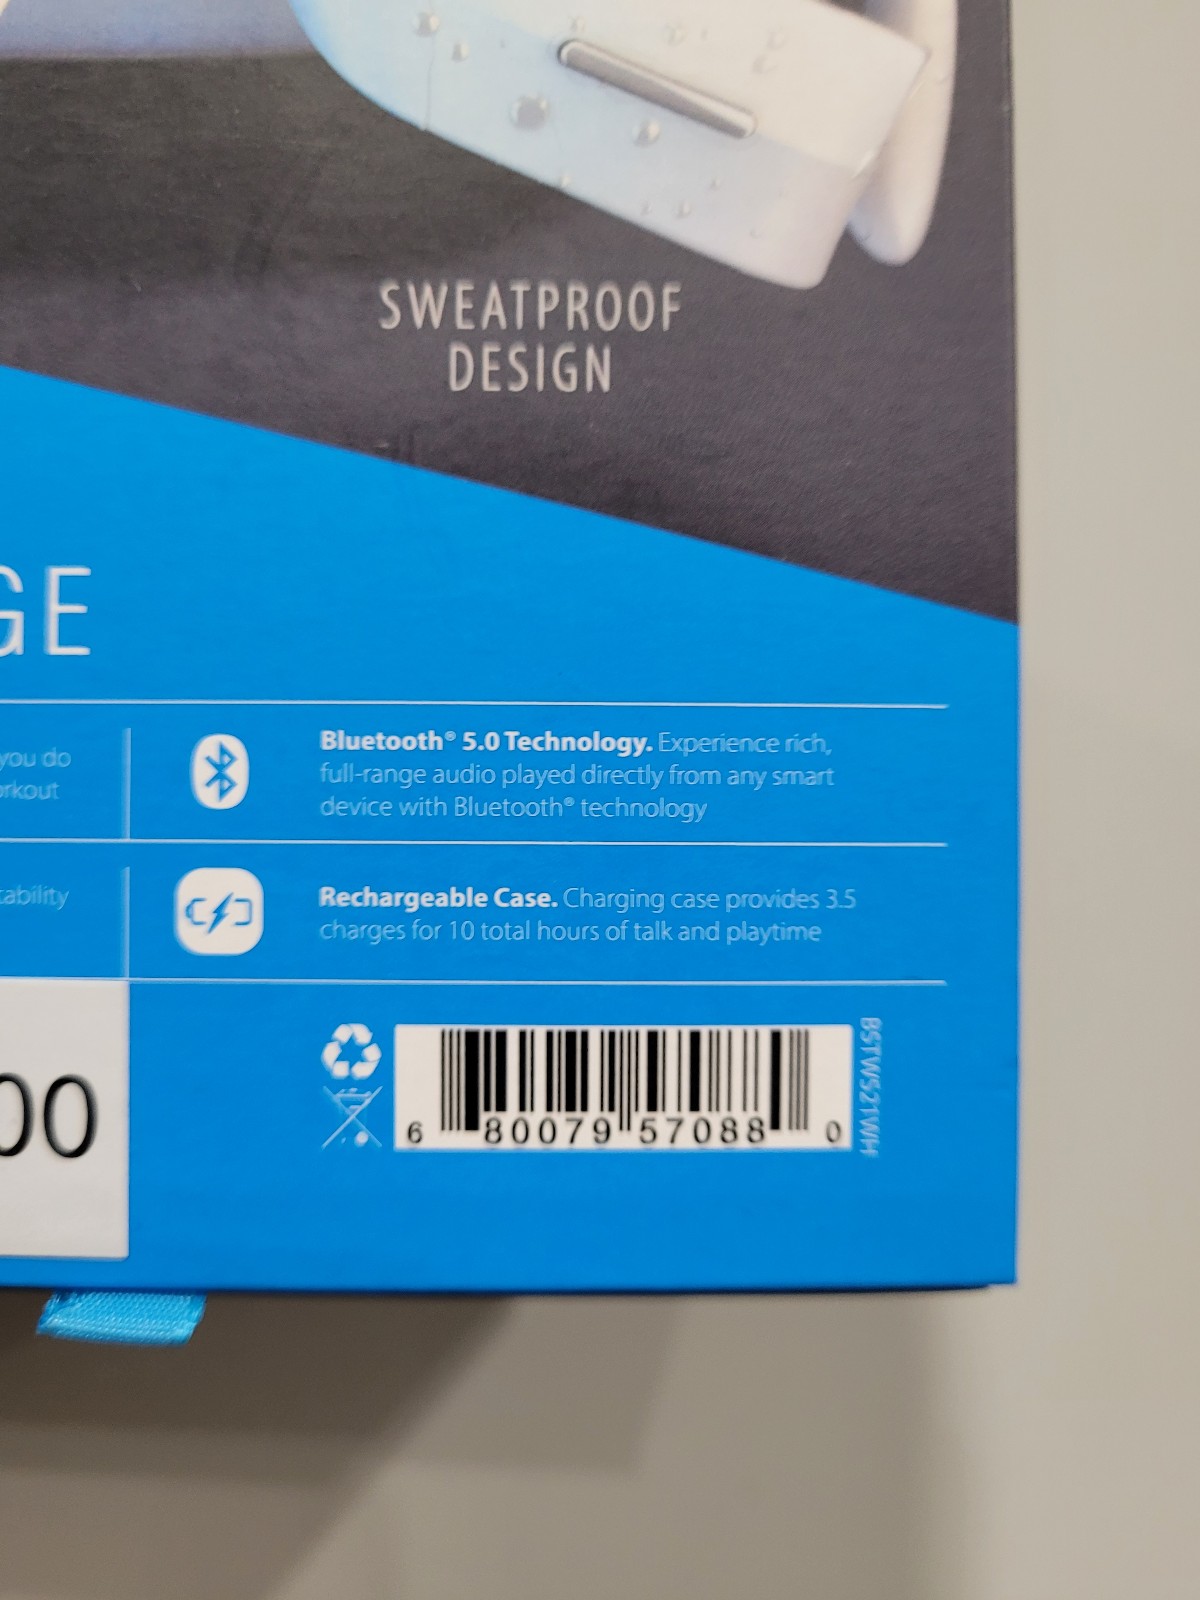 SWEATPROOF
DESIGN
GE
you do
orkout
Bluetooth® 5.0 Technology. Experience rich,
full-range audio played directly from any smart
device with Bluetooth® technology
tability
Rechargeable Case. Charging case provides 3.5
charges for 10 total hours of talk and playtime
00
6 80079 57088 0
BSTWS21WH